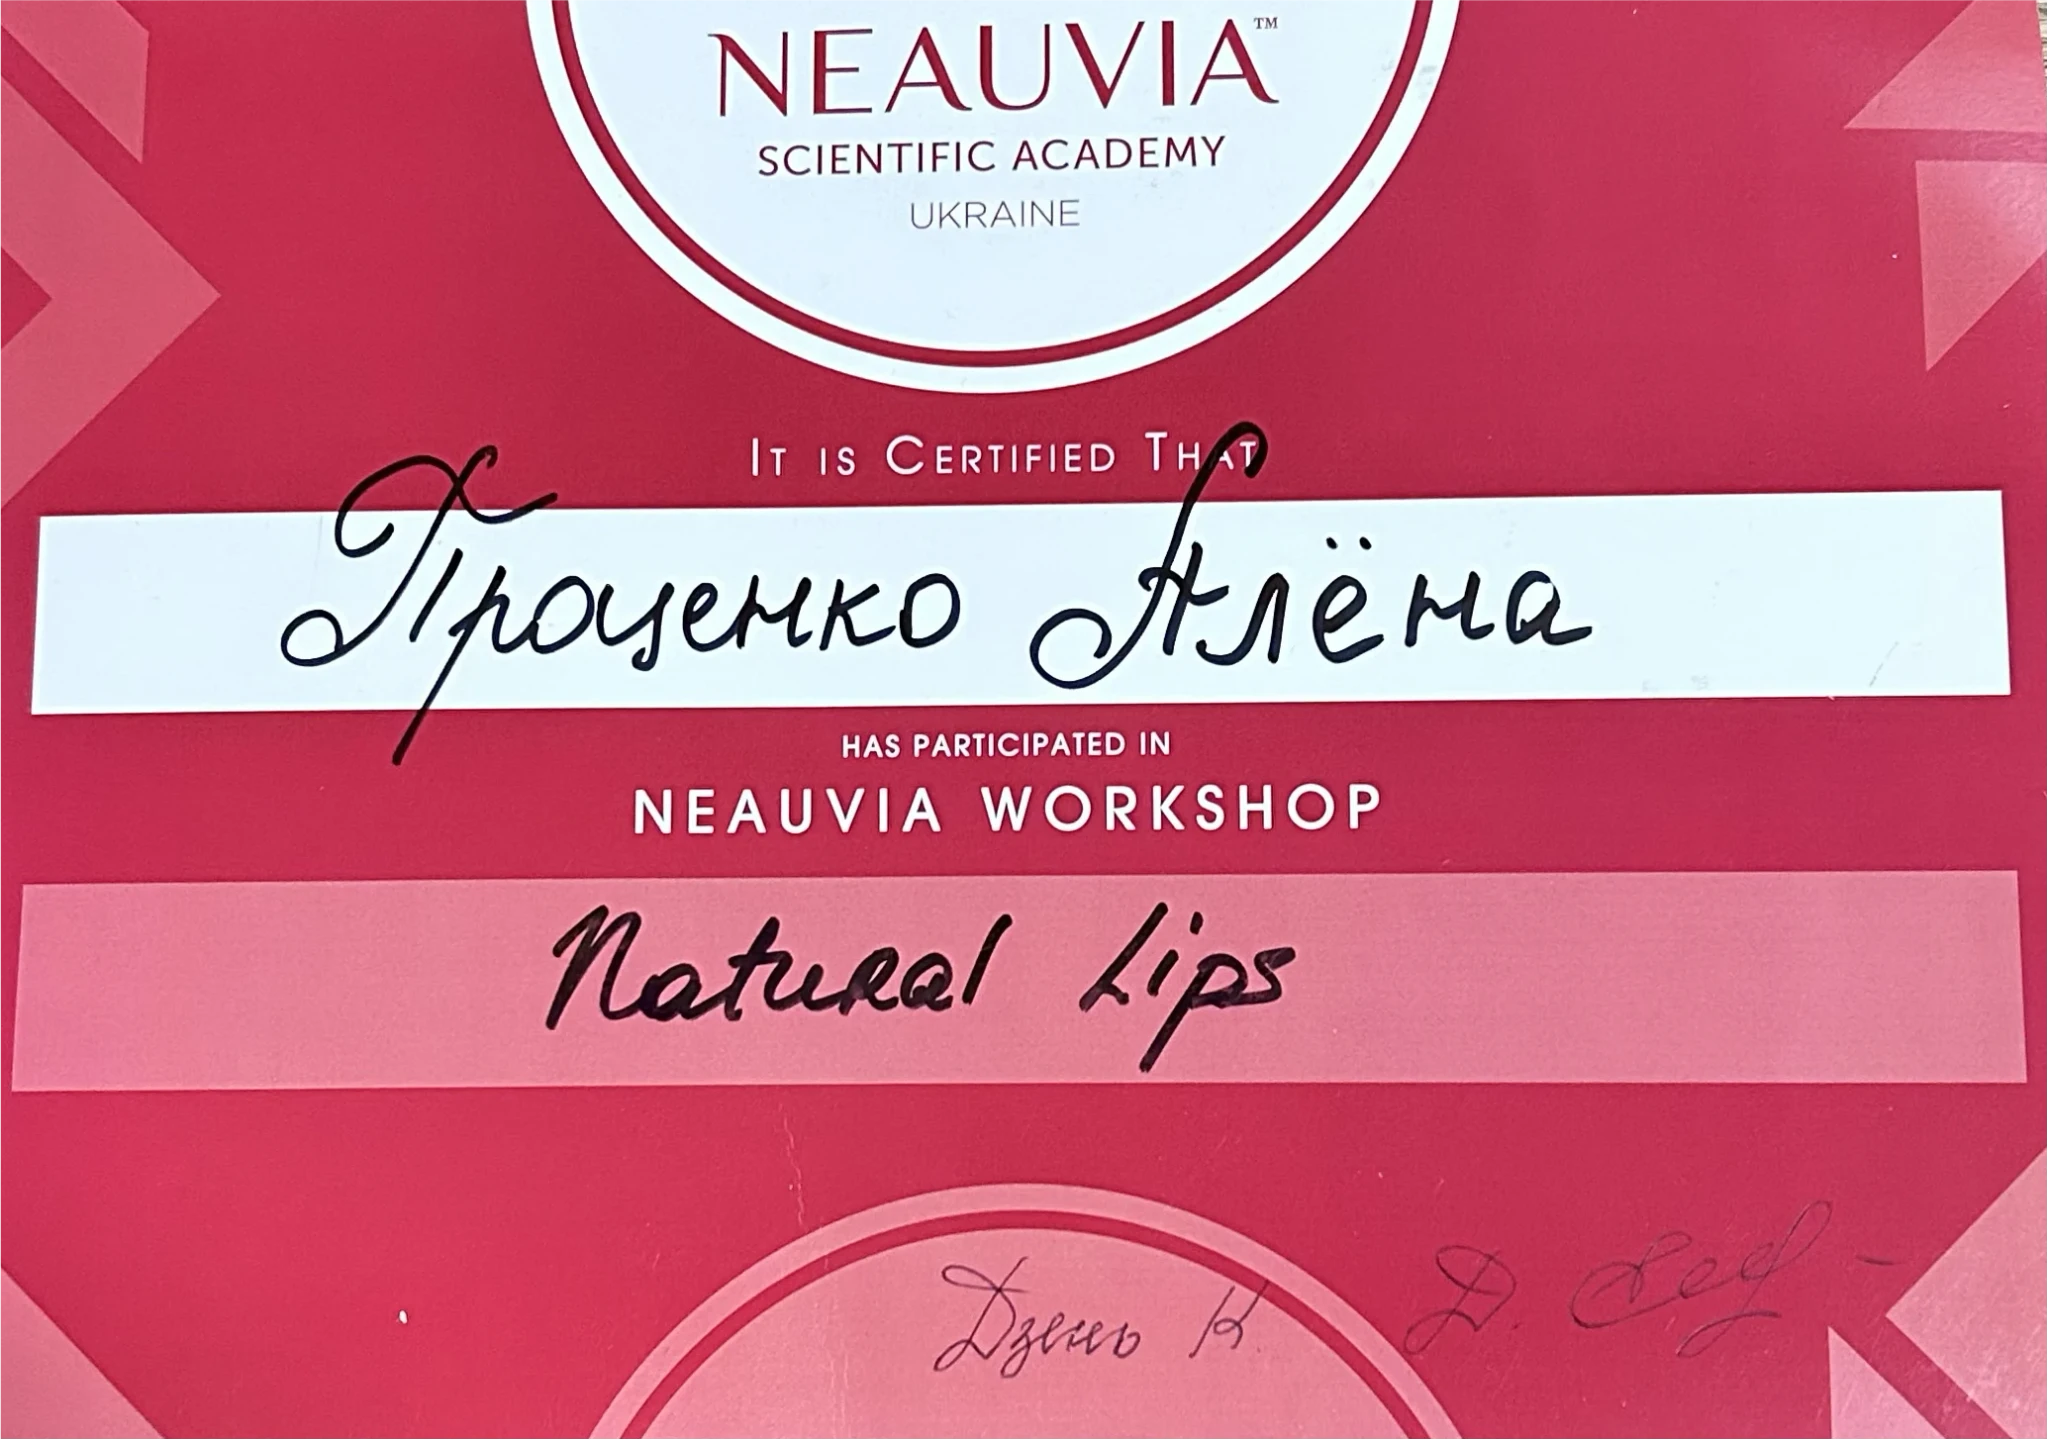 NEAUVIA™
SCIENTIFIC ACADEMY
UKRAINE
IT IS CERTIFIED THAT
Проценко Алёна
HAS PARTICIPATED IN
NEAUVIA WORKSHOP
Natural Lips
Дзень К. Д.